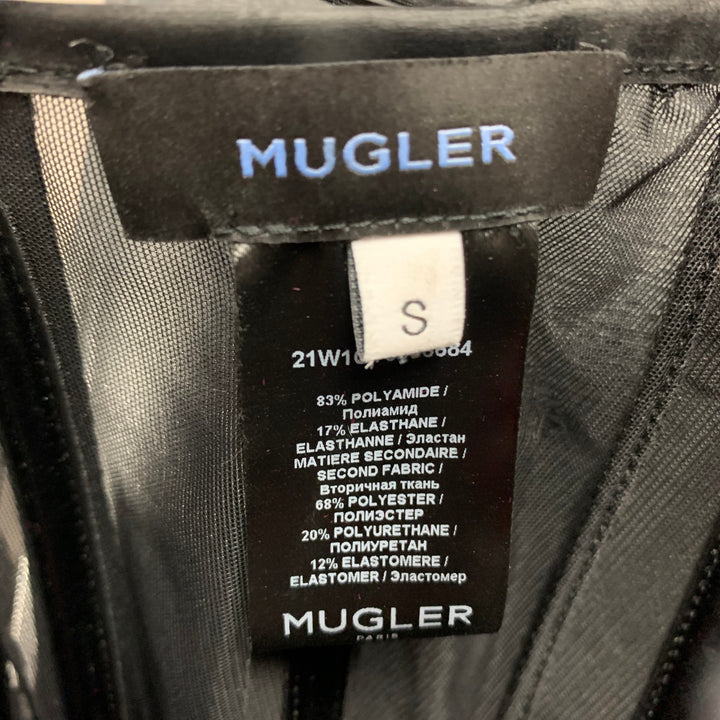 MUGLER
S
83% POLYAMIDE /
Полиамид
17% ELASTHANE /
ELASTHANNE / Эластан
MATIERE SECONDAIRE /
SECOND FABRIC /
Вторичная ткань
68% POLYESTER /
ПОЛИЭСТЕР
20% POLYURETHANE /
ПОЛИУРЕТАН
12% ELASTOMERE /
ELASTOMER / Эластомер
MUGLER
PARIS